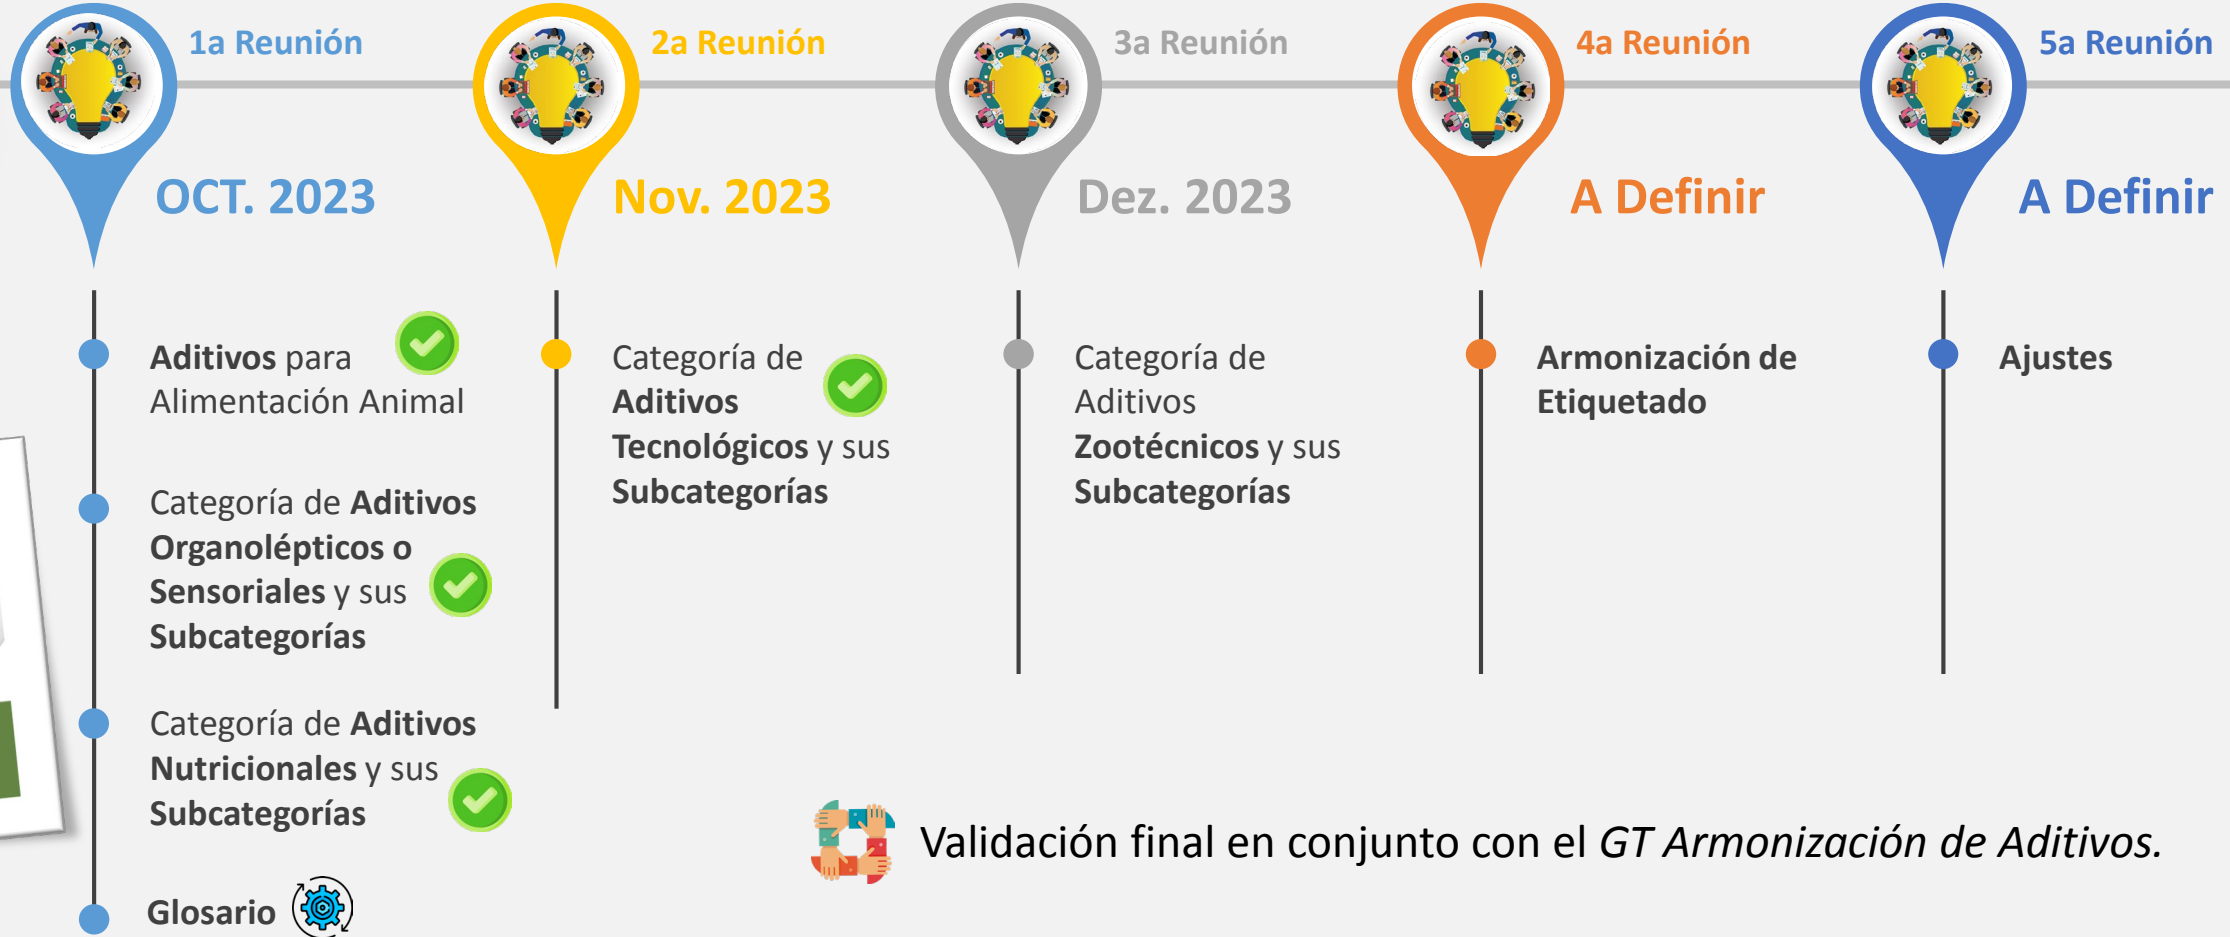 1a Reunión
OCT. 2023
Aditivos para
Alimentación Animal
Categoría de Aditivos
Organolépticos o
Sensoriales y sus
Subcategorías
Categoría de Aditivos
Nutricionales y sus
Subcategorías
Glosario
2a Reunión
Nov. 2023
Categoría de
Aditivos
Tecnológicos y sus
Subcategorías
3a Reunión
Dez. 2023
Categoría de
Aditivos
Zootécnicos y sus
Subcategorías
4a Reunión
A Definir
Armonización de
Etiquetado
5a Reunión
A Definir
Ajustes
Validación final en conjunto con el GT Armonización de Aditivos.